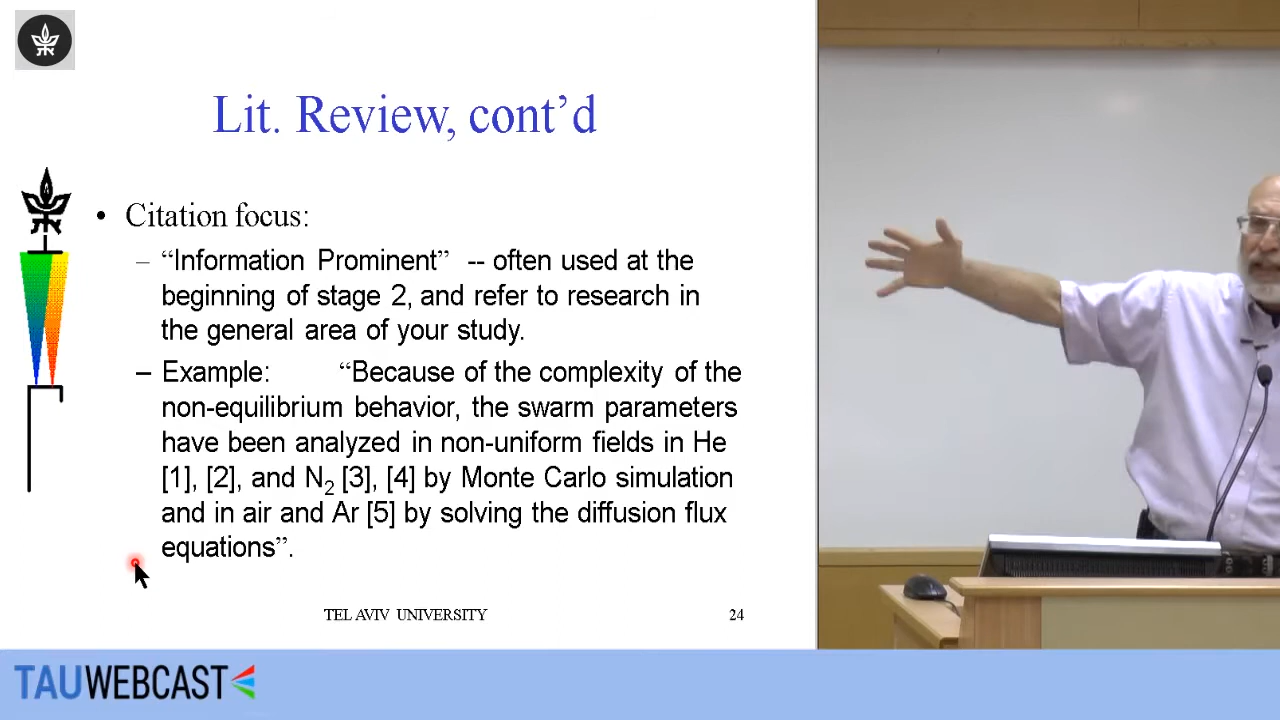 Lit. Review, cont’d
• Citation focus:
– “Information Prominent” -- often used at the
beginning of stage 2, and refer to research in
the general area of your study.
– Example: “Because of the complexity of the
non-equilibrium behavior, the swarm parameters
have been analyzed in non-uniform fields in He
[1], [2], and N2 [3], [4] by Monte Carlo simulation
and in air and Ar [5] by solving the diffusion flux
equations”.
TEL AVIV UNIVERSITY 24
TAUWEBCAST